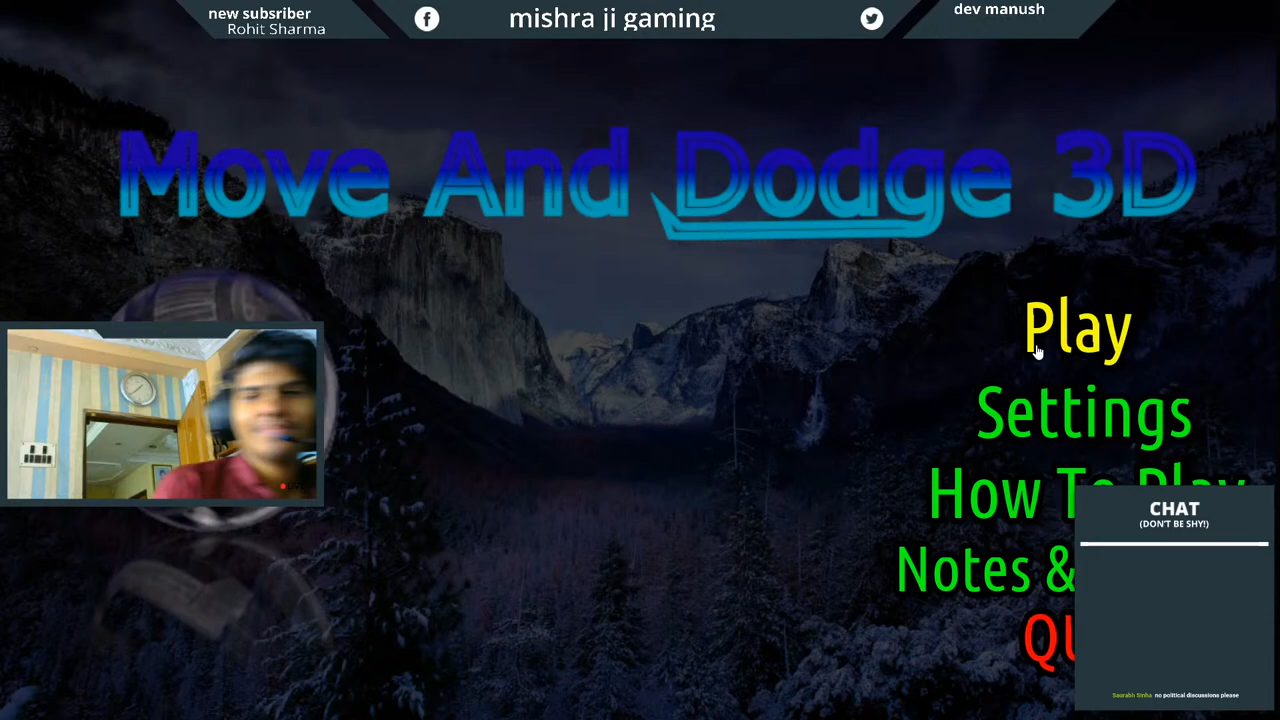 new subsriber
Rohit Sharma
mishra ji gaming
dev manush
Move And Dodge 3D
Play
Settings
How To Play
Notes &
CHAT
(DON'T BE SHY!)
Saurabh Sinha no political discussions please